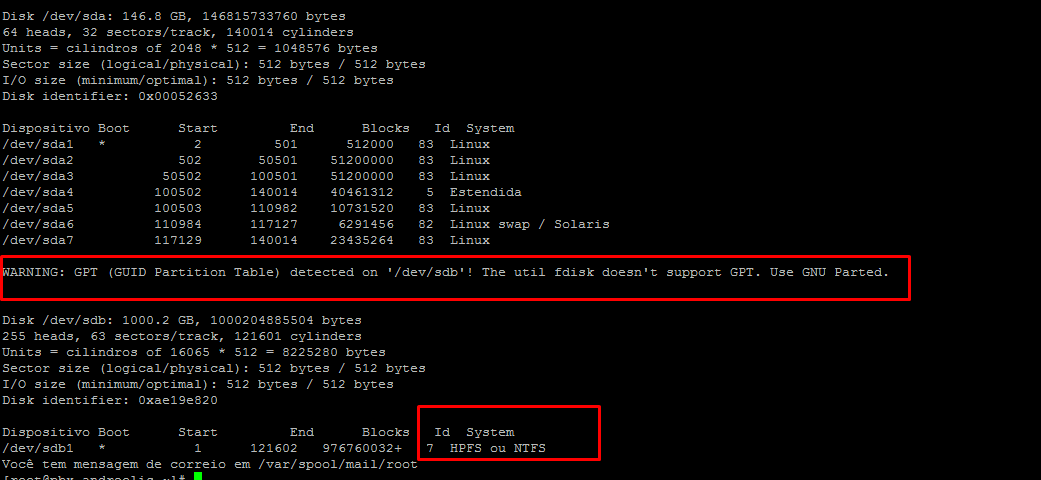 Disk /dev/sda: 146.8 GB, 146815733760 bytes
64 heads, 32 sectors/track, 140014 cylinders
Units = cilindros of 2048 * 512 = 1048576 bytes
Sector size (logical/physical): 512 bytes / 512 bytes
I/O size (minimum/optimal): 512 bytes / 512 bytes
Disk identifier: 0x00052633
Dispositivo Boot      Start         End      Blocks   Id  System
/dev/sda1   *           2         501      512000   83  Linux
/dev/sda2             502       50501    51200000   83  Linux
/dev/sda3           50502      100501    51200000   83  Linux
/dev/sda4          100502      140014    40461312    5  Estendida
/dev/sda5          100503      110982    10731520   83  Linux
/dev/sda6          110984      117127     6291456   82  Linux swap / Solaris
/dev/sda7          117129      140014    23435264   83  Linux
WARNING: GPT (GUID Partition Table) detected on '/dev/sdb'! The util fdisk doesn't support GPT. Use GNU Parted.
Disk /dev/sdb: 1000.2 GB, 1000204885504 bytes
255 heads, 63 sectors/track, 121601 cylinders
Units = cilindros of 16065 * 512 = 8225280 bytes
Sector size (logical/physical): 512 bytes / 512 bytes
I/O size (minimum/optimal): 512 bytes / 512 bytes
Disk identifier: 0xae19e820
Dispositivo Boot      Start         End      Blocks   Id  System
/dev/sdb1   *           1      121602   976760032+   7  HPFS ou NTFS
Você tem mensagem de correio em /var/spool/mail/root